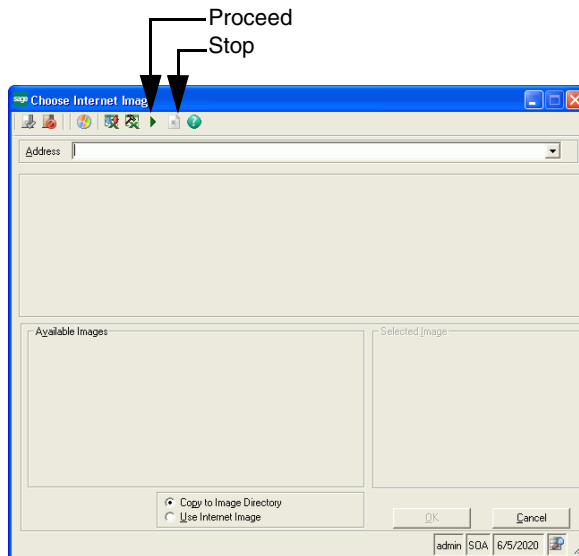 Proceed
Stop
sage Choose Internet Imag
Address
Available Images
Selected Image
Copy to Image Directory
Use Internet Image
OK
Cancel
admin SOA 6/5/2020